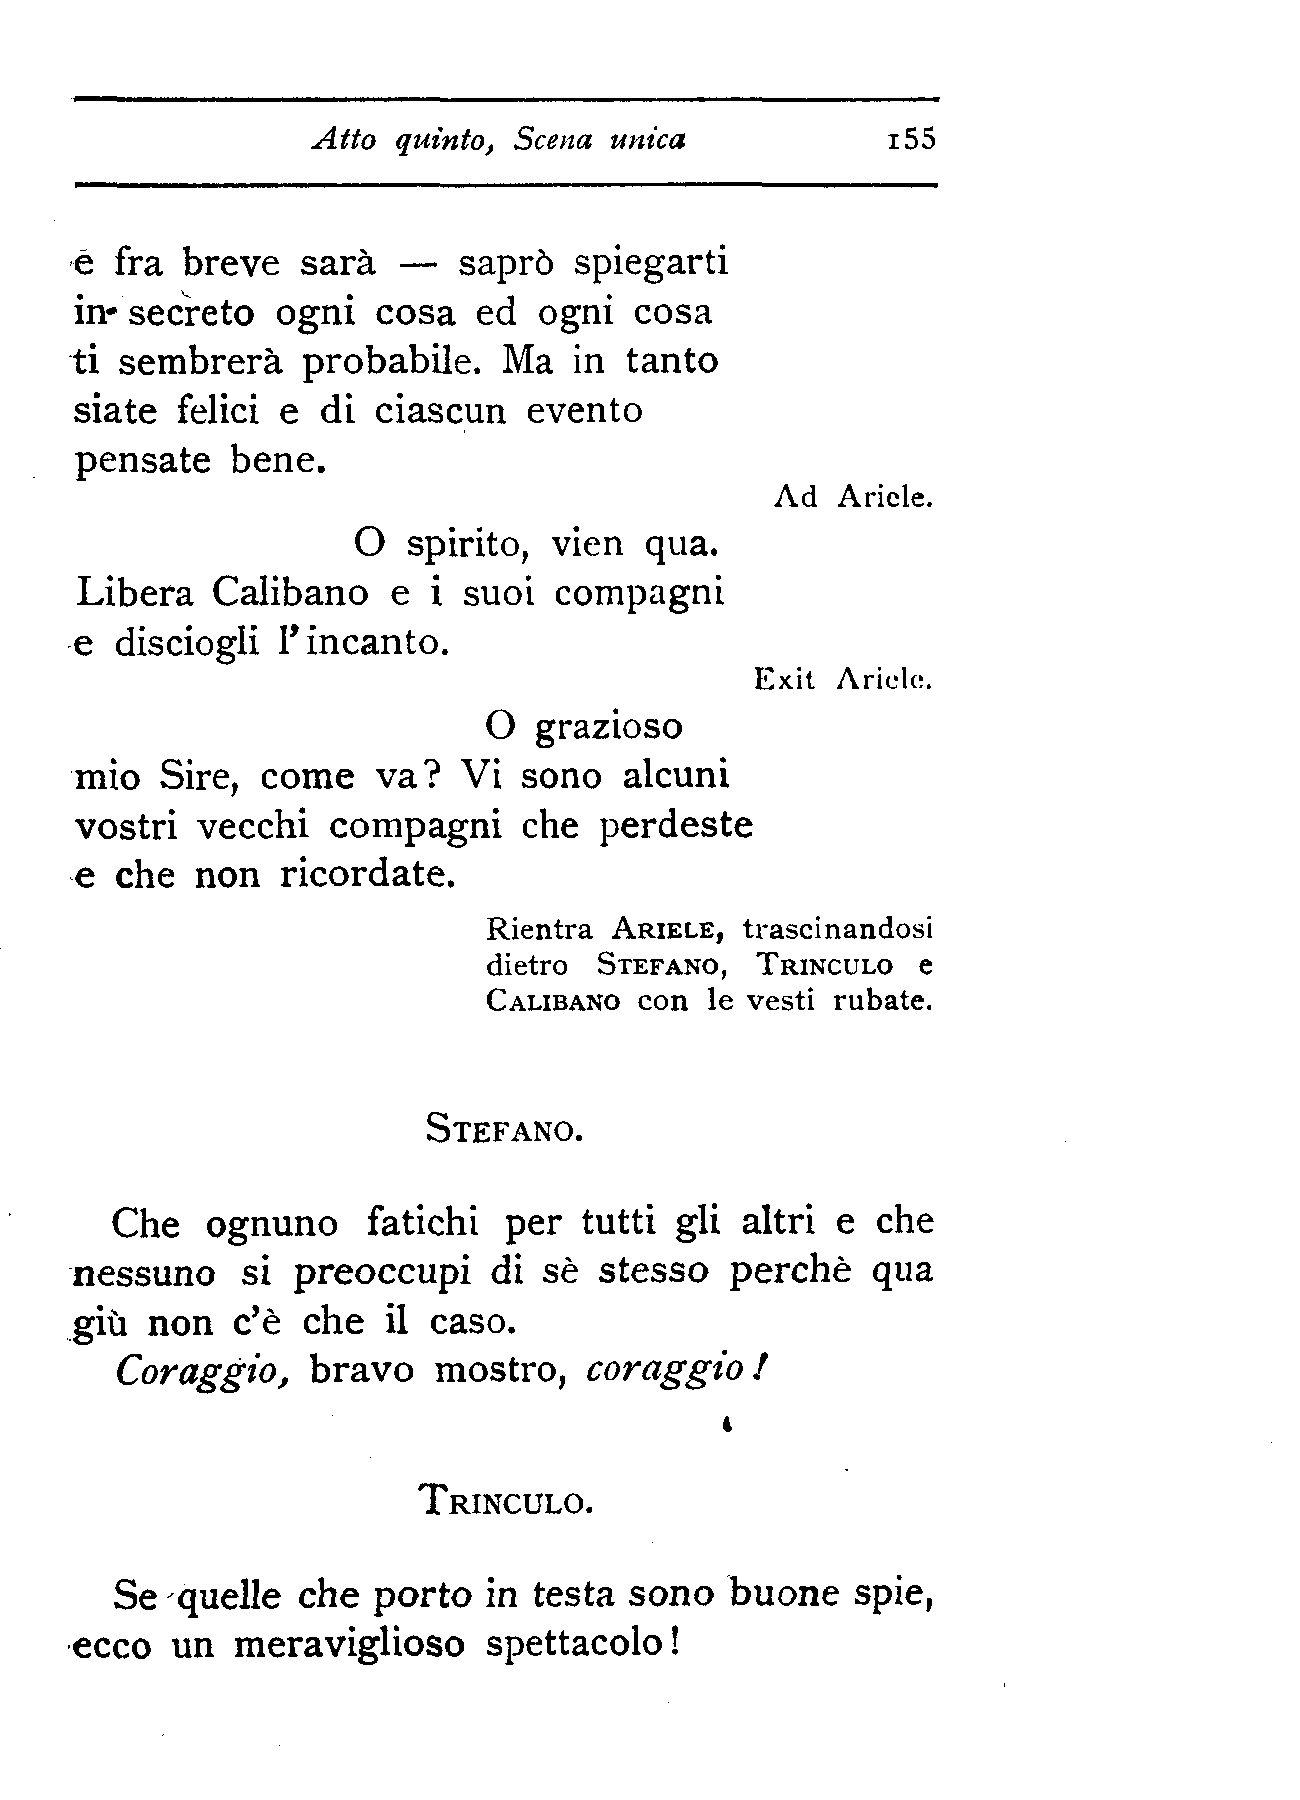 Atto quinto, Scena unica 155
e fra breve sarà — saprò spiegarti
in secreto ogni cosa ed ogni cosa
ti sembrerà probabile. Ma in tanto
siate felici e di ciascun evento
pensate bene.
Ad Ariele.
O spirito, vien qua.
Libera Calibano e i suoi compagni
e disciogli l'incanto.
Exit Ariele.
O grazioso
mio Sire, come va? Vi sono alcuni
vostri vecchi compagni che perdeste
e che non ricordate.
Rientra ARIELE, trascinandosi
dietro STEFANO, TRINCULO e
CALIBANO con le vesti rubate.
STEFANO.
Che ognuno fatichi per tutti gli altri e che
nessuno si preoccupi di sè stesso perchè qua
giù non c'è che il caso.
Coraggio, bravo mostro, coraggio!
TRINCULO.
Se quelle che porto in testa sono buone spie,
ecco un meraviglioso spettacolo!